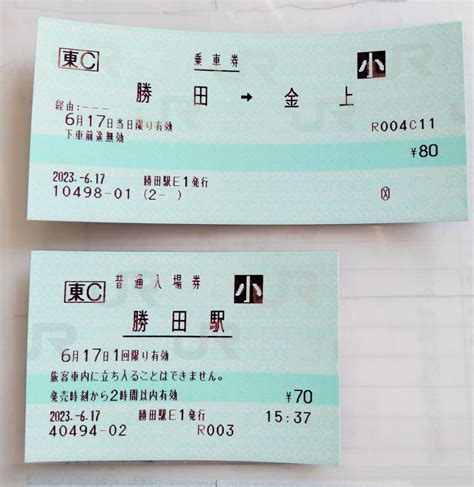 東C 乗車券 小
勝田 → 金上
経由:---
6月17日当日限り有効 R004C11
下車前途無効
¥80
2023.-6.17 勝田駅E1発行
10498-01 (2- )
東C 普通入場券 小
勝田駅
6月17日1回限り有効
旅客車内に立ち入ることはできません。
発売時刻から2時間以内有効 ¥70
2023.-6.17 勝田駅E1発行 15:37
40494-02 R003